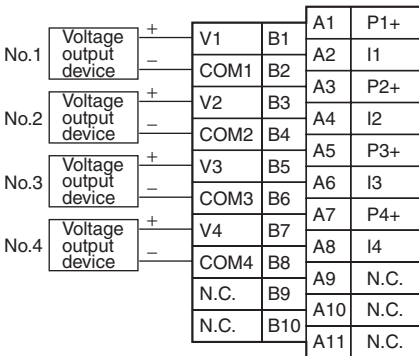 No.1
Voltage
output
device
+
−
No.2
Voltage
output
device
+
−
No.3
Voltage
output
device
+
−
No.4
Voltage
output
device
+
−
V1 B1
COM1 B2
V2 B3
COM2 B4
V3 B5
COM3 B6
V4 B7
COM4 B8
N.C. B9
N.C. B10
A1 P1+
A2 I1
A3 P2+
A4 I2
A5 P3+
A6 I3
A7 P4+
A8 I4
A9 N.C.
A10 N.C.
A11 N.C.